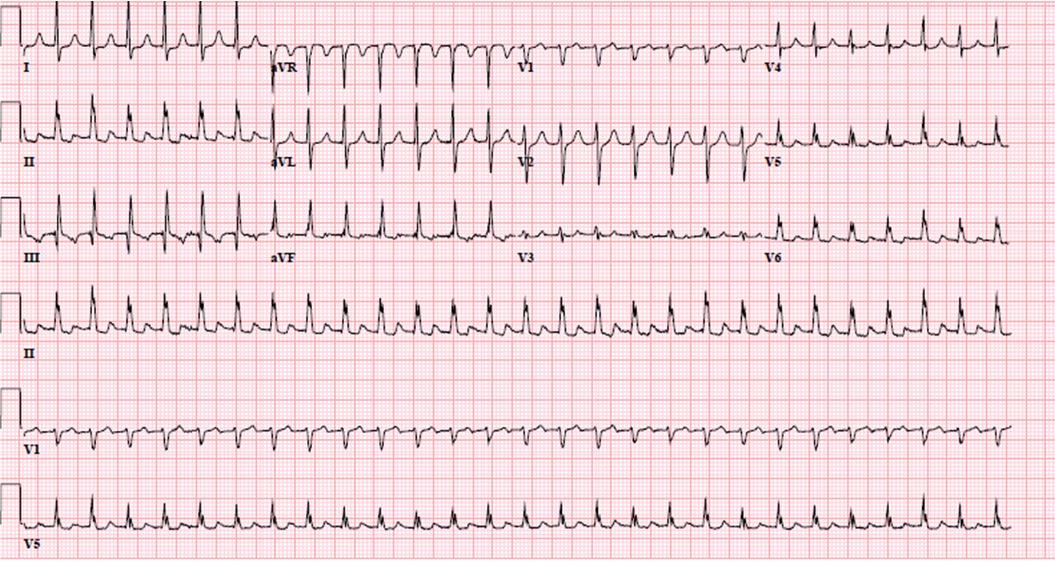 I aVR V1 V4
II aVL V2 V5
III aVF V3 V6
II
V1
V5